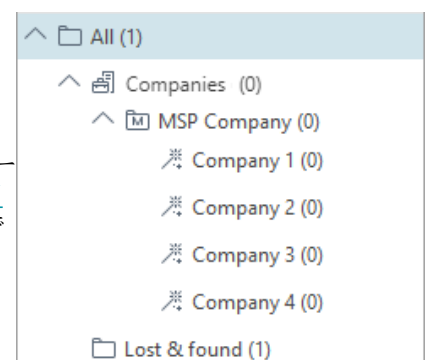 All (1)
Companies (0)
MSP Company (0)
Company 1 (0)
Company 2 (0)
Company 3 (0)
Company 4 (0)
Lost & found (1)